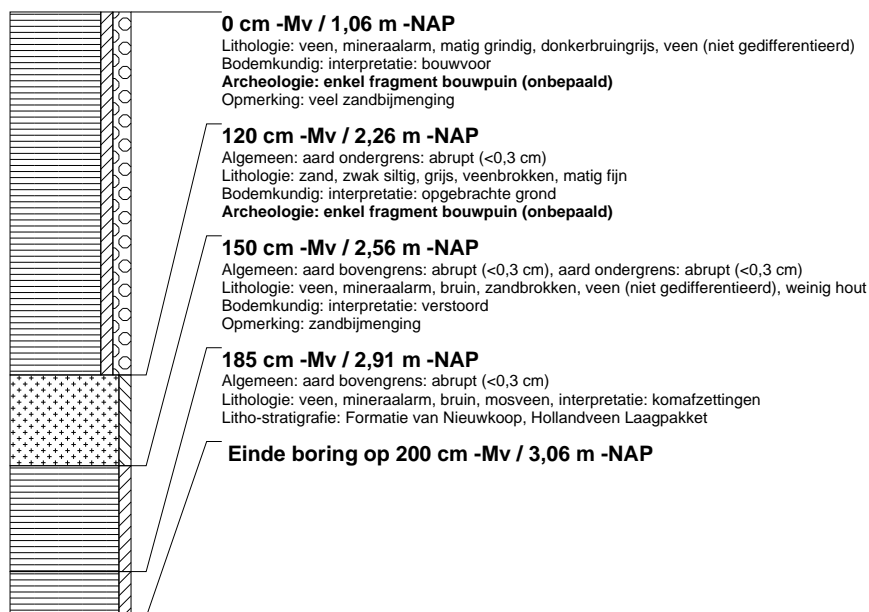 0 cm -Mv / 1,06 m -NAP
Lithologie: veen, mineraalarm, matig grindig, donkerbruingrijs, veen (niet gedifferentieerd)
Bodemkundig: interpretatie: bouwvoor
Archeologie: enkel fragment bouwpuin (onbepaald)
Opmerking: veel zandbijmenging
120 cm -Mv / 2,26 m -NAP
Algemeen: aard ondergrens: abrupt (<0,3 cm)
Lithologie: zand, zwak siltig, grijs, veenbrokken, matig fijn
Bodemkundig: interpretatie: opgebrachte grond
Archeologie: enkel fragment bouwpuin (onbepaald)
150 cm -Mv / 2,56 m -NAP
Algemeen: aard bovengrens: abrupt (<0,3 cm), aard ondergrens: abrupt (<0,3 cm)
Lithologie: veen, mineraalarm, bruin, zandbrokken, veen (niet gedifferentieerd), weinig hout
Bodemkundig: interpretatie: verstoord
Opmerking: zandbijmenging
185 cm -Mv / 2,91 m -NAP
Algemeen: aard bovengrens: abrupt (<0,3 cm)
Lithologie: veen, mineraalarm, bruin, mosveen, interpretatie: komafzettingen
Litho-stratigrafie: Formatie van Nieuwkoop, Hollandveen Laagpakket
Einde boring op 200 cm -Mv / 3,06 m -NAP